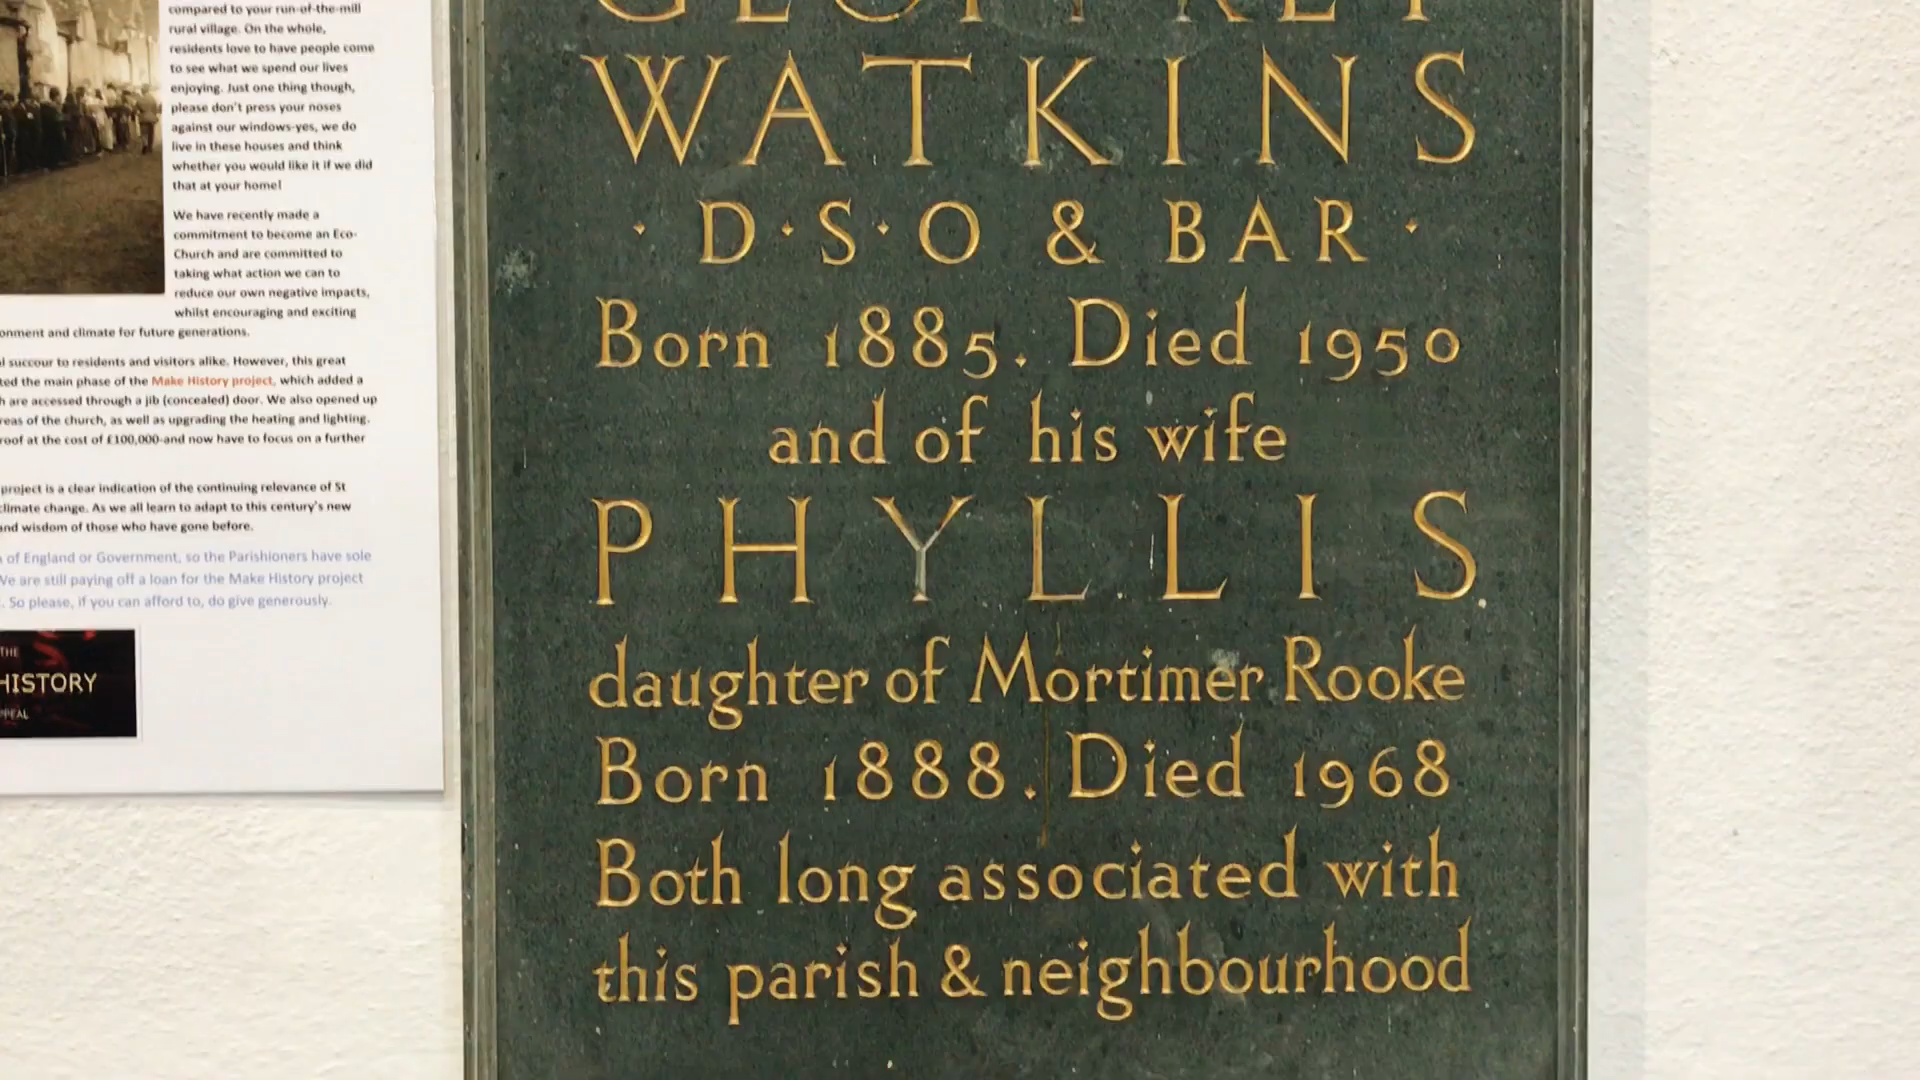 compared to your run-of-the-mill
rural village. On the whole,
residents love to have people come
to see what we spend our lives
enjoying. Just one thing though,
please don't press your noses
against our windows-yes, we do
live in these houses and think
whether you would like it if we did
that at your home!
We have recently made a
commitment to become an Eco-
Church and are committed to
taking what action we can to
reduce our own negative impacts,
whilst encouraging and exciting
onment and climate for future generations.
l succour to residents and visitors alike. However, this great
ted the main phase of the Make History project, which added a
h are accessed through a jib (concealed) door. We also opened up
reas of the church, as well as upgrading the heating and lighting.
roof at the cost of £100,000-and now have to focus on a further
project is a clear indication of the continuing relevance of St
climate change. As we all learn to adapt to this century's new
and wisdom of those who have gone before.
of England or Government, so the Parishioners have sole
We are still paying off a loan for the Make History project
. So please, if you can afford to, do give generously.
THE
HISTORY
PPEAL
GEOFFREY
WATKINS
· D·S·O & BAR ·
Born 1885. Died 1950
and of his wife
PHYLLIS
daughter of Mortimer Rooke
Born 1888. Died 1968
Both long associated with
this parish & neighbourhood